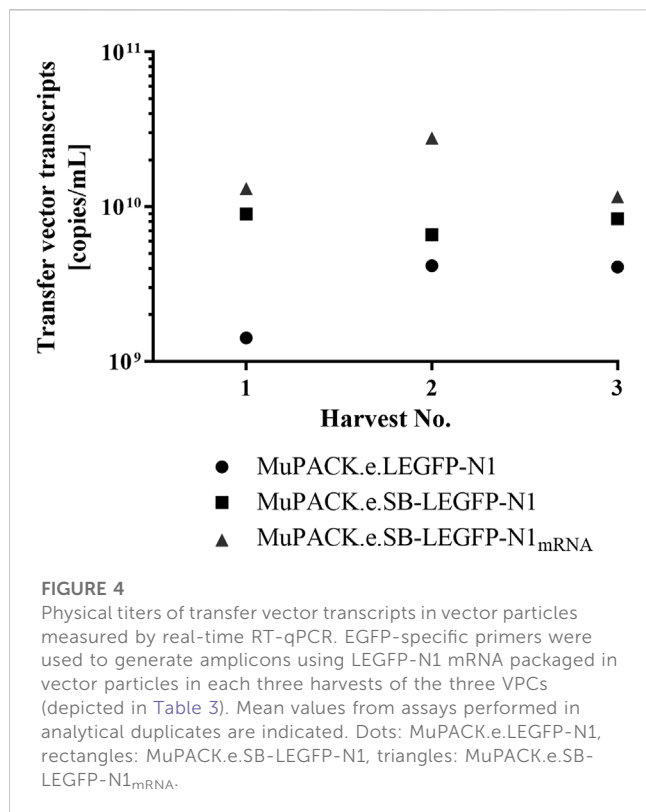 10¹¹
10¹⁰
10⁹
Transfer vector transcripts
[copies/mL]
1
2
3
Harvest No.
MuPACK.e.LEGFP-N1
MuPACK.e.SB-LEGFP-N1
MuPACK.e.SB-LEGFP-N1mRNA
FIGURE 4
Physical titers of transfer vector transcripts in vector particles
measured by real-time RT-qPCR. EGFP-specific primers were
used to generate amplicons using LEGFP-N1 mRNA packaged in
vector particles in each three harvests of the three VPCs
(depicted in Table 3). Mean values from assays performed in
analytical duplicates are indicated. Dots: MuPACK.e.LEGFP-N1,
rectangles: MuPACK.e.SB-LEGFP-N1, triangles: MuPACK.e.SB-
LEGFP-N1mRNA.